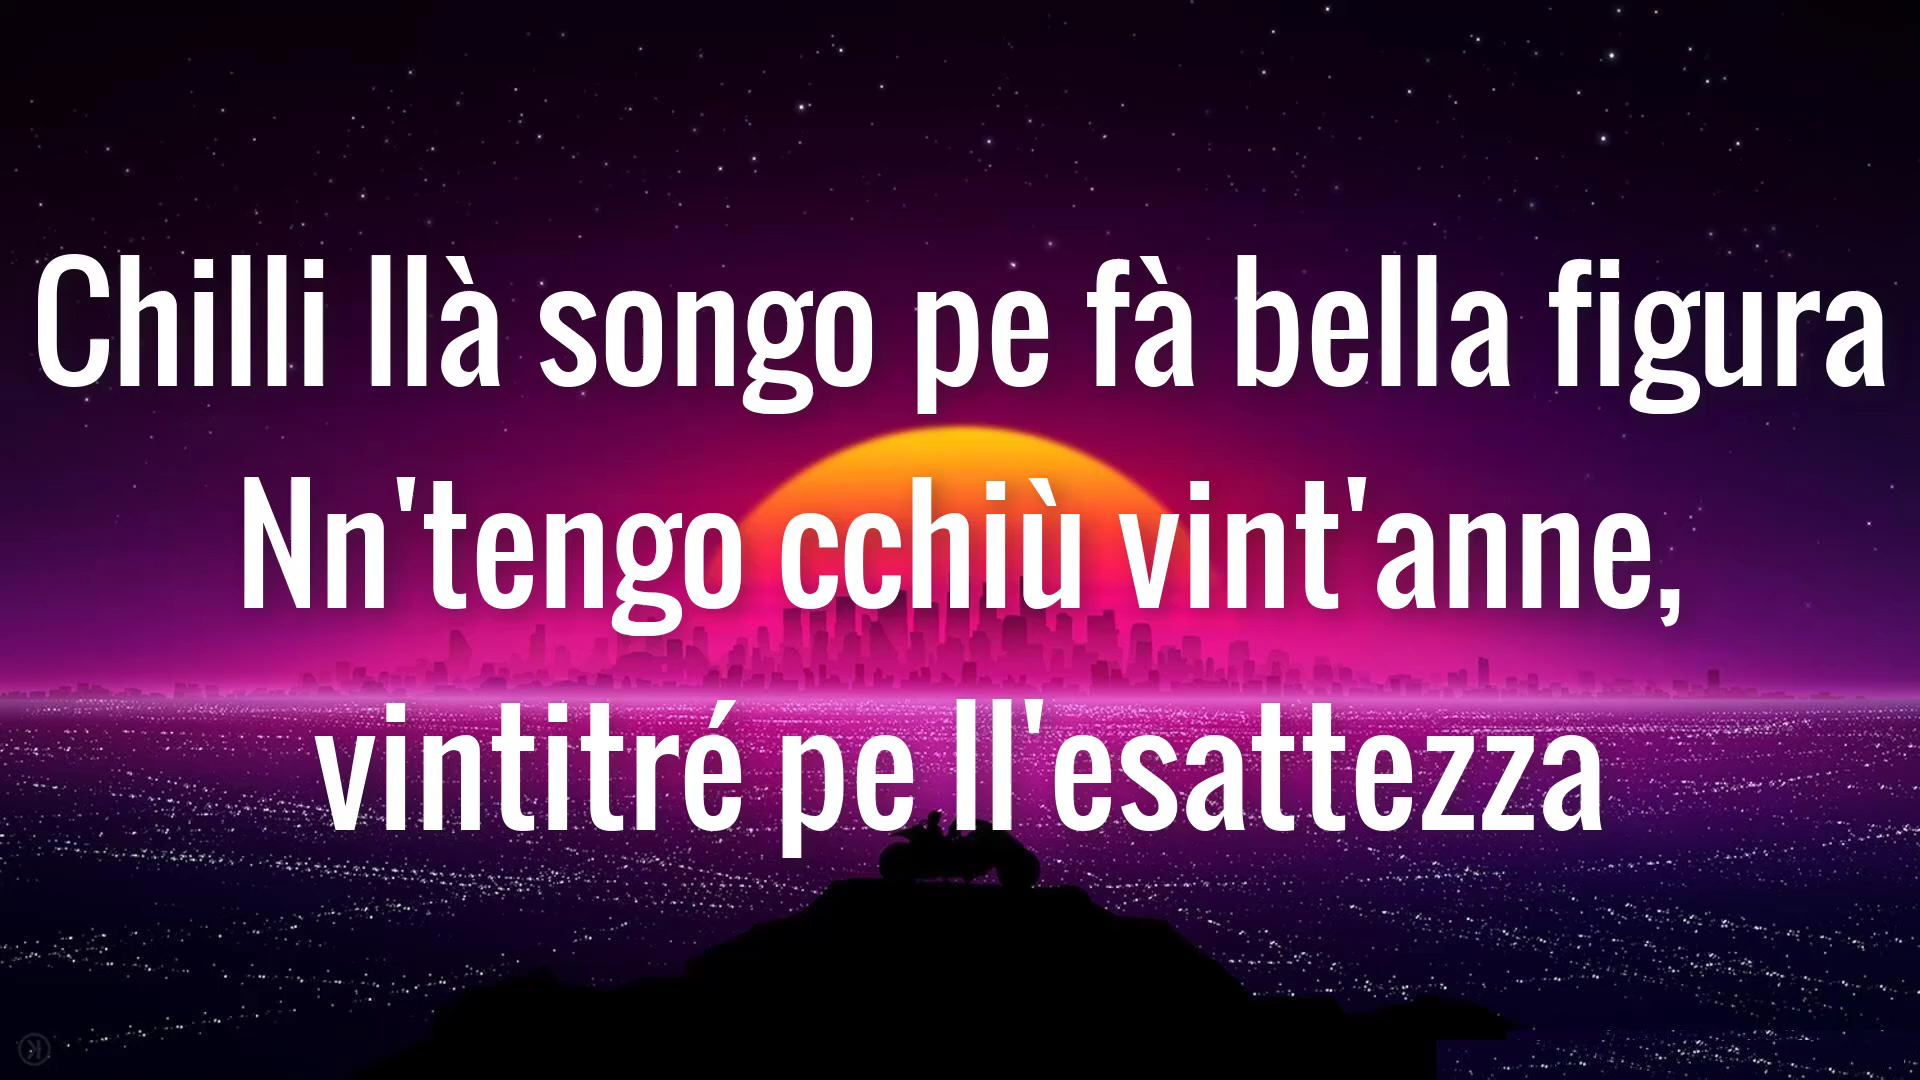 Chilli llà songo pe fà bella figura
Nn'tengo cchiù vint'anne,
vintitré pe ll'esattezza